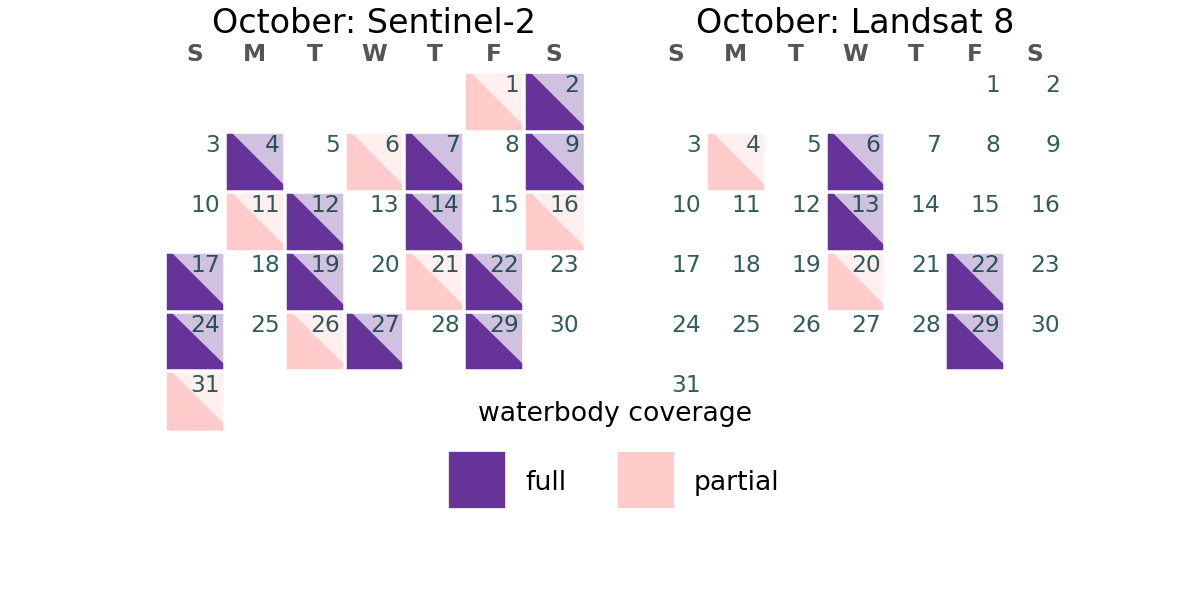 October: Sentinel-2
S M T W T F S
1 2
3 4 5 6 7 8 9
10 11 12 13 14 15 16
17 18 19 20 21 22 23
24 25 26 27 28 29 30
31
October: Landsat 8
S M T W T F S
1 2
3 4 5 6 7 8 9
10 11 12 13 14 15 16
17 18 19 20 21 22 23
24 25 26 27 28 29 30
31
waterbody coverage
full partial